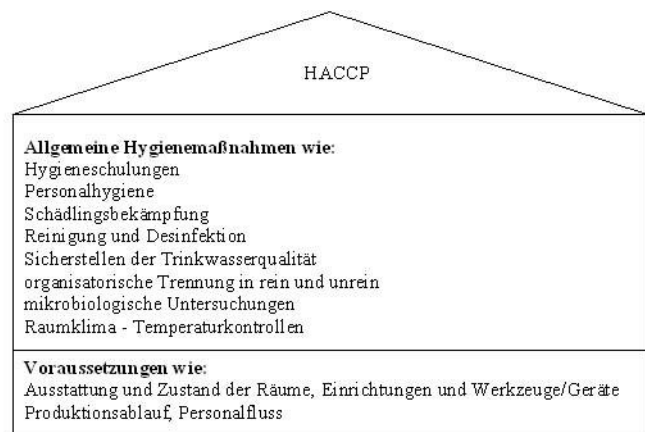 HACCP
Allgemeine Hygienemaßnahmen wie:
Hygieneschulungen
Personalhygiene
Schädlingsbekämpfung
Reinigung und Desinfektion
Sicherstellen der Trinkwasserqualität
organisatorische Trennung in rein und unrein
mikrobiologische Untersuchungen
Raumklima - Temperaturkontrollen
Voraussetzungen wie:
Ausstattung und Zustand der Räume, Einrichtungen und Werkzeuge/Geräte
Produktionsablauf, Personalfluss